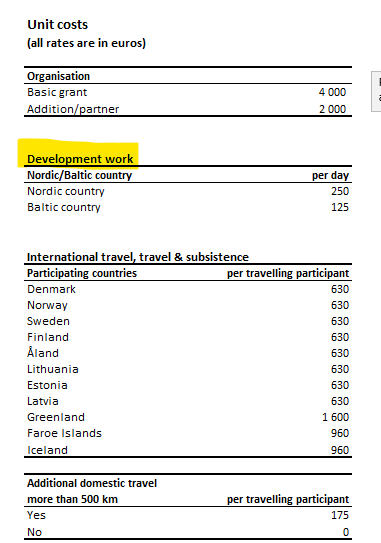 Unit costs
(all rates are in euros)
Organisation
Basic grant 4 000
Addition/partner 2 000
Development work
Nordic/Baltic country per day
Nordic country 250
Baltic country 125
International travel, travel & subsistence
Participating countries per travelling participant
Denmark 630
Norway 630
Sweden 630
Finland 630
Åland 630
Lithuania 630
Estonia 630
Latvia 630
Greenland 1 600
Faroe Islands 960
Iceland 960
Additional domestic travel
more than 500 km per travelling participant
Yes 175
No 0